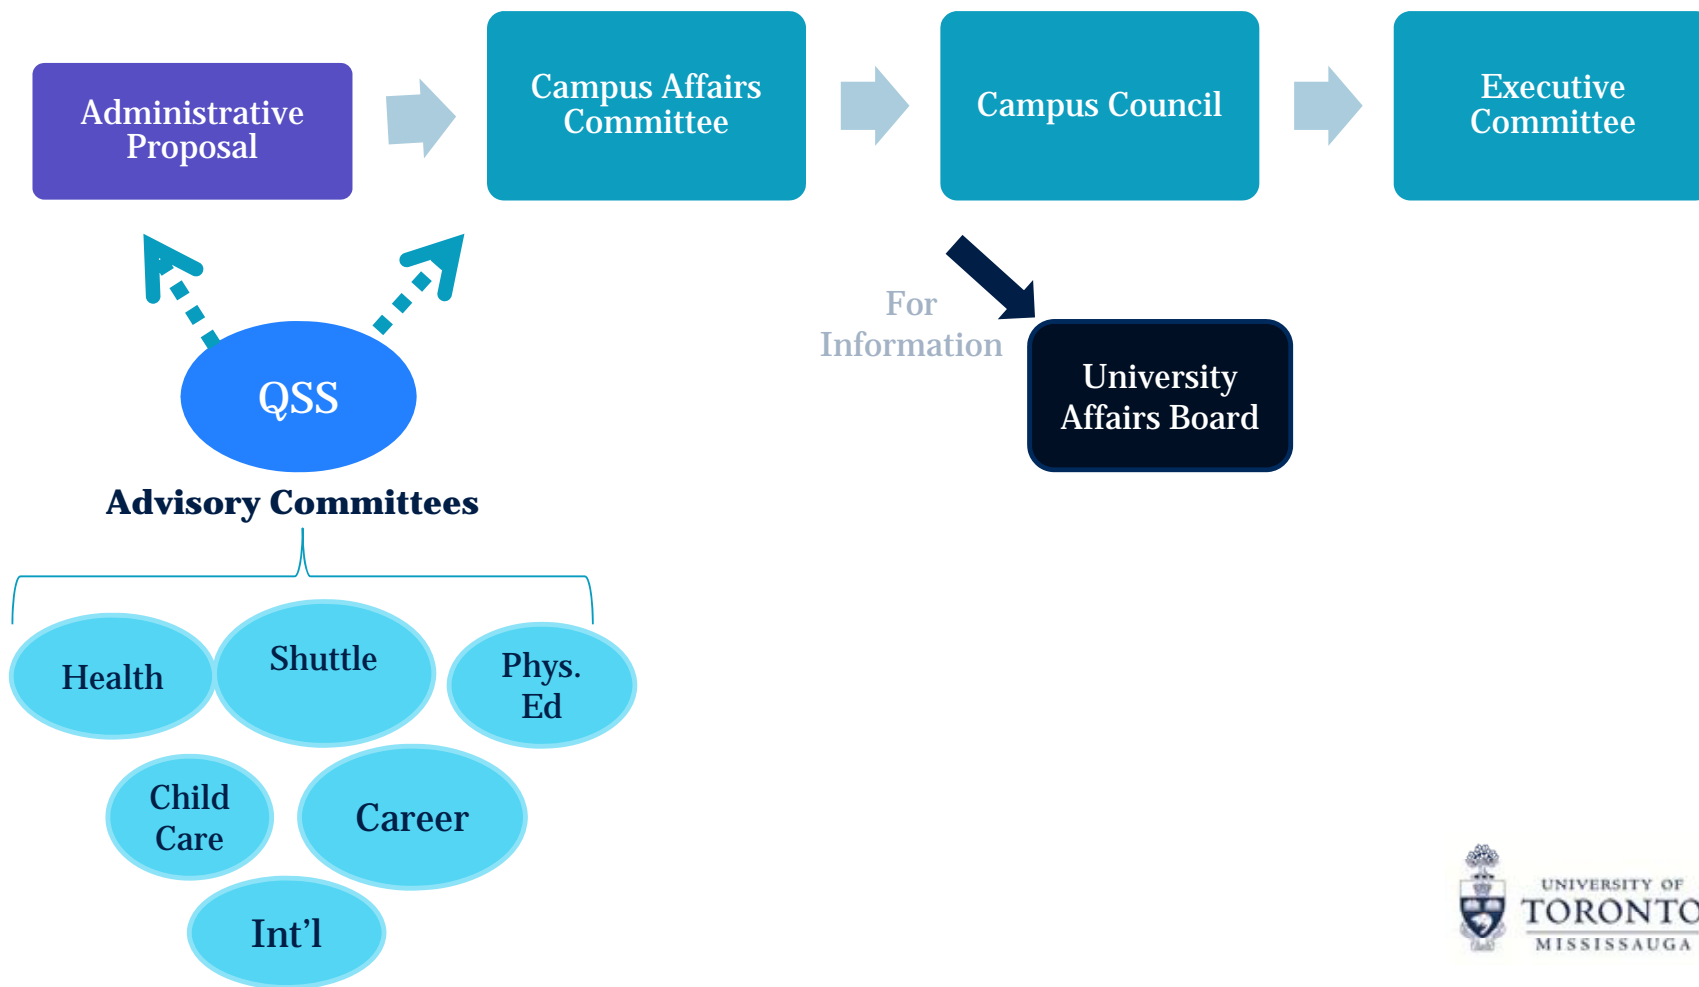 Administrative
Proposal
Campus Affairs
Committee
Campus Council
Executive
Committee
For
Information
University
Affairs Board
QSS
Advisory Committees
Health
Shuttle
Phys.
Ed
Child
Care
Career
Int’l
UNIVERSITY OF
TORONTO
MISSISSAUGA